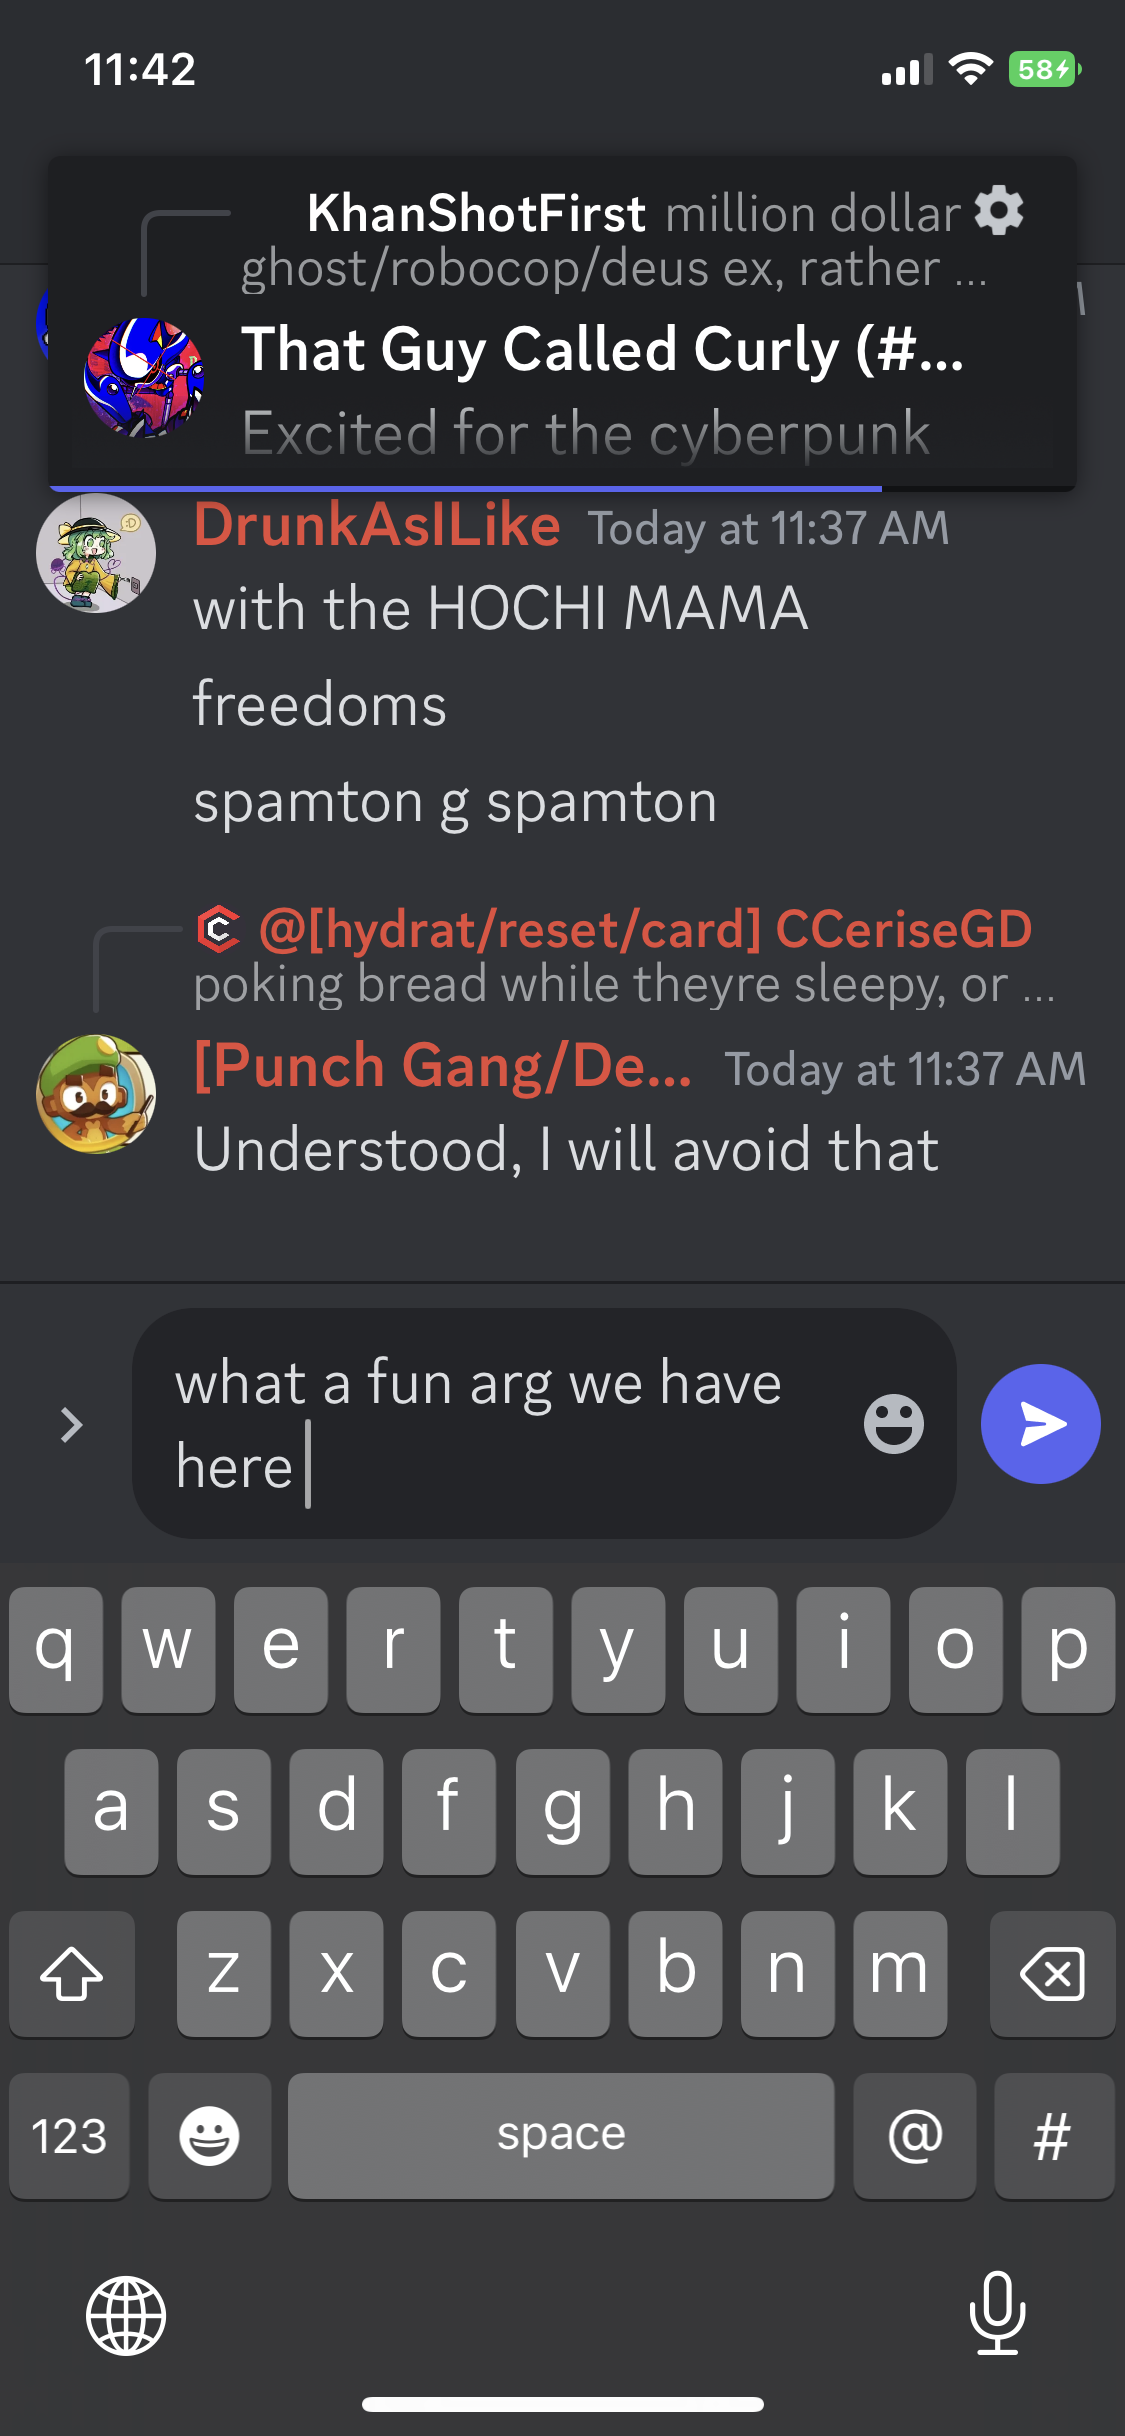 11:42
58
KhanShotFirst million dollar
ghost/robocop/deus ex, rather ...
That Guy Called Curly (#...
Excited for the cyberpunk
DrunkAsILike Today at 11:37 AM
with the HOCHI MAMA
freedoms
spamton g spamton
@[hydrat/reset/card] CCeriseGD
poking bread while theyre sleepy, or ...
[Punch Gang/De... Today at 11:37 AM
Understood, I will avoid that
what a fun arg we have
here
q w e r t y u i o p
a s d f g h j k l
z x c v b n m
123 space @ #